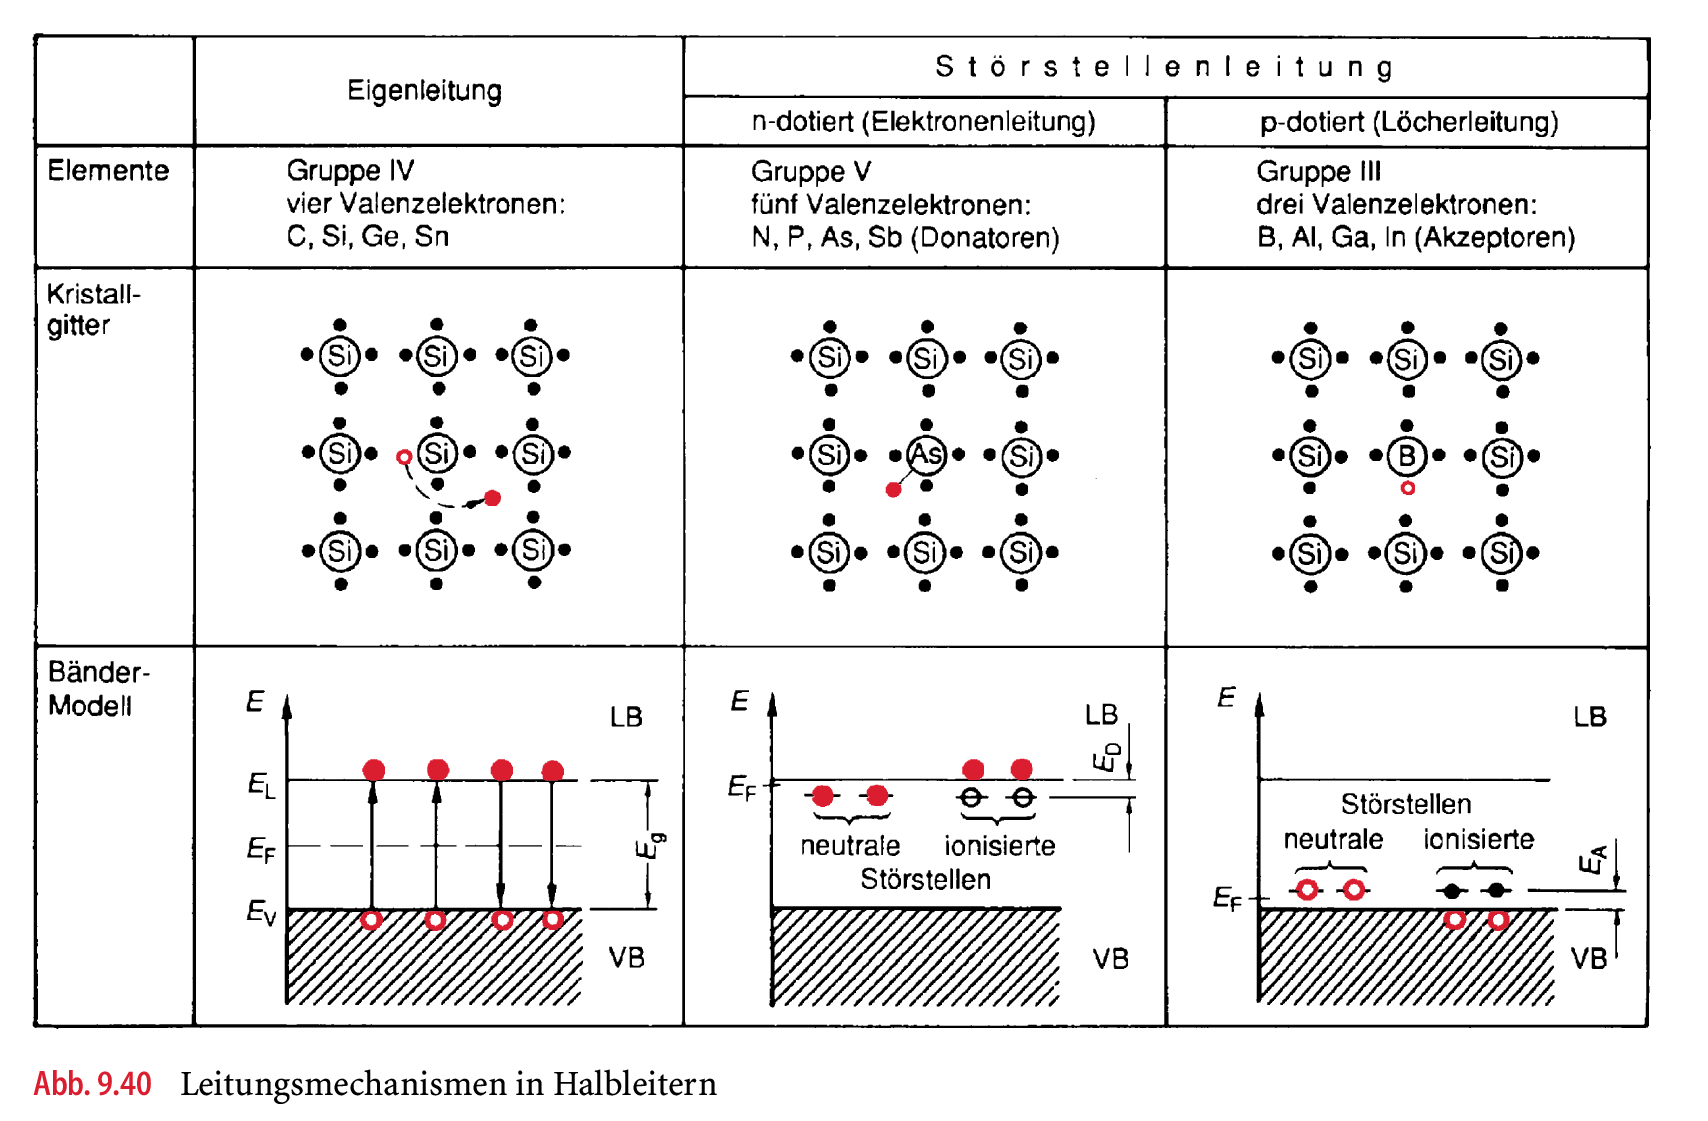 Eigenleitung
Störstellenleitung
n-dotiert (Elektronenleitung)
p-dotiert (Löcherleitung)
Elemente
Gruppe IV
vier Valenzelektronen:
C, Si, Ge, Sn
Gruppe V
fünf Valenzelektronen:
N, P, As, Sb (Donatoren)
Gruppe III
drei Valenzelektronen:
B, Al, Ga, In (Akzeptoren)
Kristall-
gitter
Si Si Si
Si Si Si
Si Si Si
Si Si Si
Si As Si
Si Si Si
Si Si Si
Si B Si
Si Si Si
Bänder-
Modell
E
LB
E_L
E_F
E_g
E_V
VB
E
LB
E_D
E_F
neutrale ionisierte
Störstellen
VB
E
LB
Störstellen
neutrale ionisierte
E_A
E_F
VB
Abb. 9.40 Leitungsmechanismen in Halbleitern